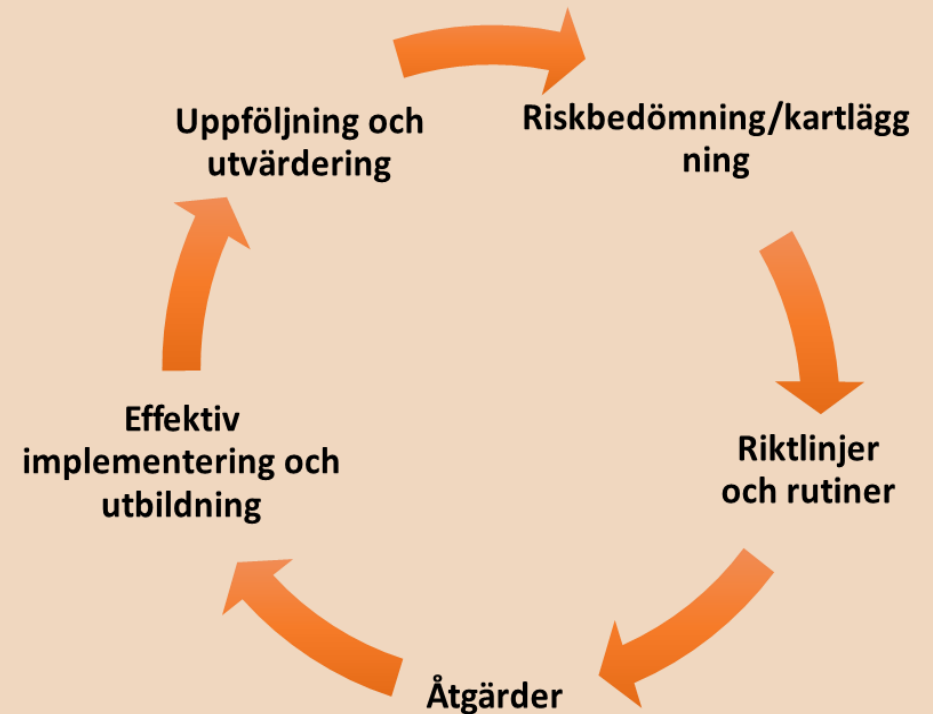 Uppföljning och
utvärdering
Riskbedömning/kartlägg
ning
Riktlinjer
och rutiner
Åtgärder
Effektiv
implementering och
utbildning